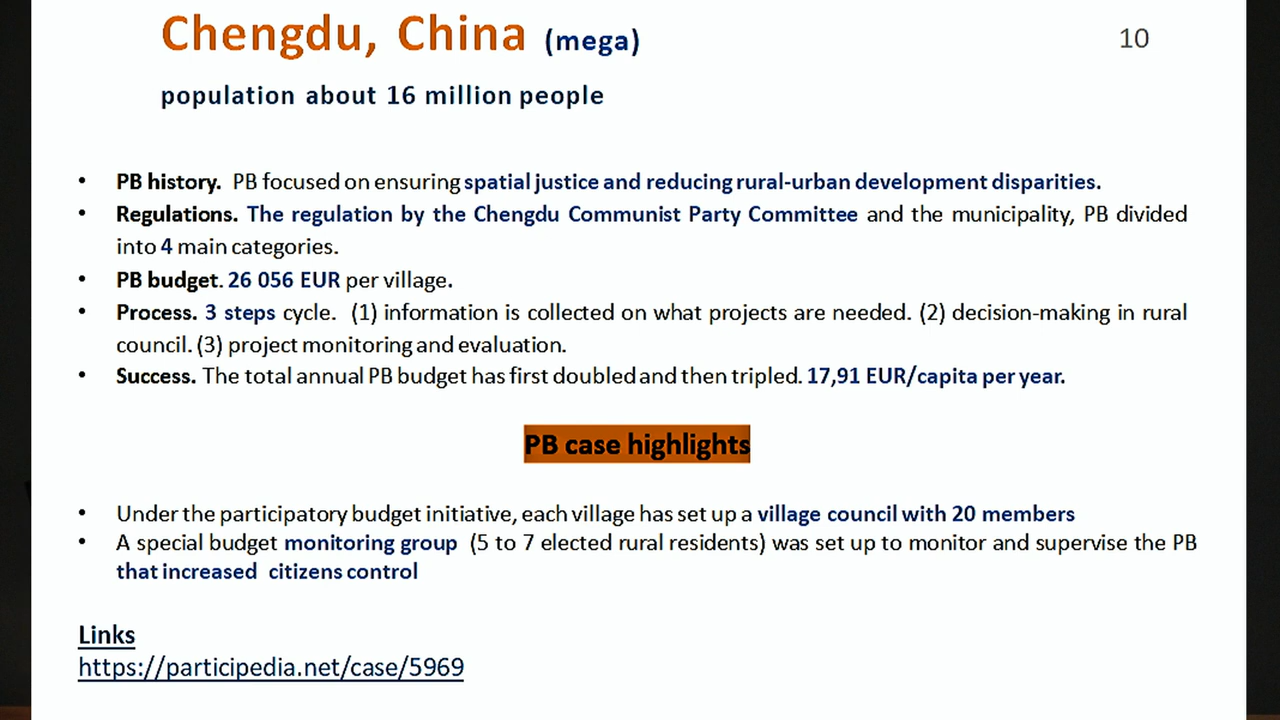 Chengdu, China (mega)
10
population about 16 million people
• PB history. PB focused on ensuring spatial justice and reducing rural-urban development disparities.
• Regulations. The regulation by the Chengdu Communist Party Committee and the municipality, PB divided
into 4 main categories.
• PB budget. 26 056 EUR per village.
• Process. 3 steps cycle. (1) information is collected on what projects are needed. (2) decision-making in rural
council. (3) project monitoring and evaluation.
• Success. The total annual PB budget has first doubled and then tripled. 17,91 EUR/capita per year.
PB case highlights
• Under the participatory budget initiative, each village has set up a village council with 20 members
• A special budget monitoring group (5 to 7 elected rural residents) was set up to monitor and supervise the PB
that increased citizens control
Links
https://participedia.net/case/5969